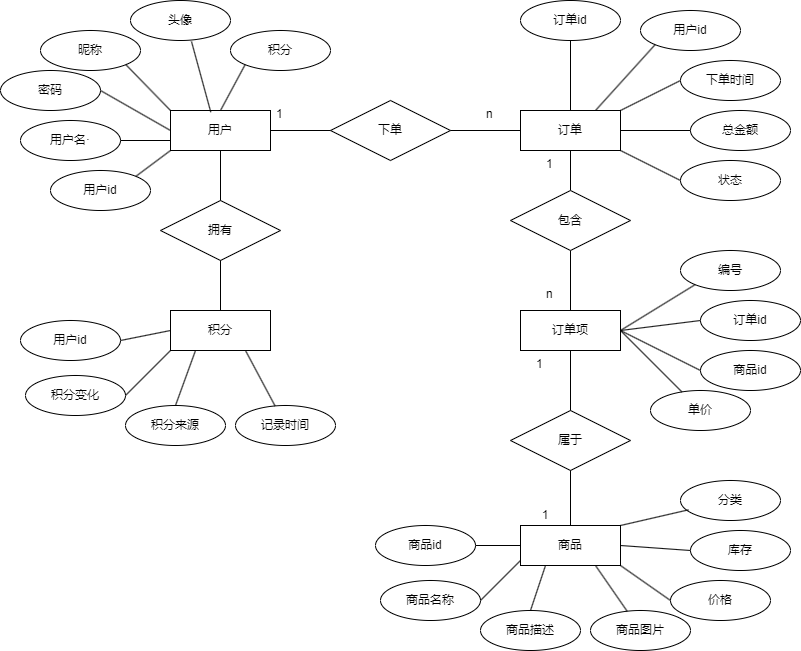 头像
订单id
用户id
昵称
积分
密码
下单时间
1
n
用户
下单
订单
总金额
用户名·
1
用户id
状态
拥有
包含
编号
n
积分
订单项
订单id
用户id
1
商品id
积分变化
单价
积分来源
记录时间
属于
分类
1
商品id
商品
库存
商品名称
价格
商品描述
商品图片